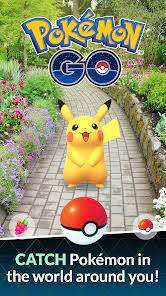 POKÉMON
GO
CATCH Pokémon in
the world around you!